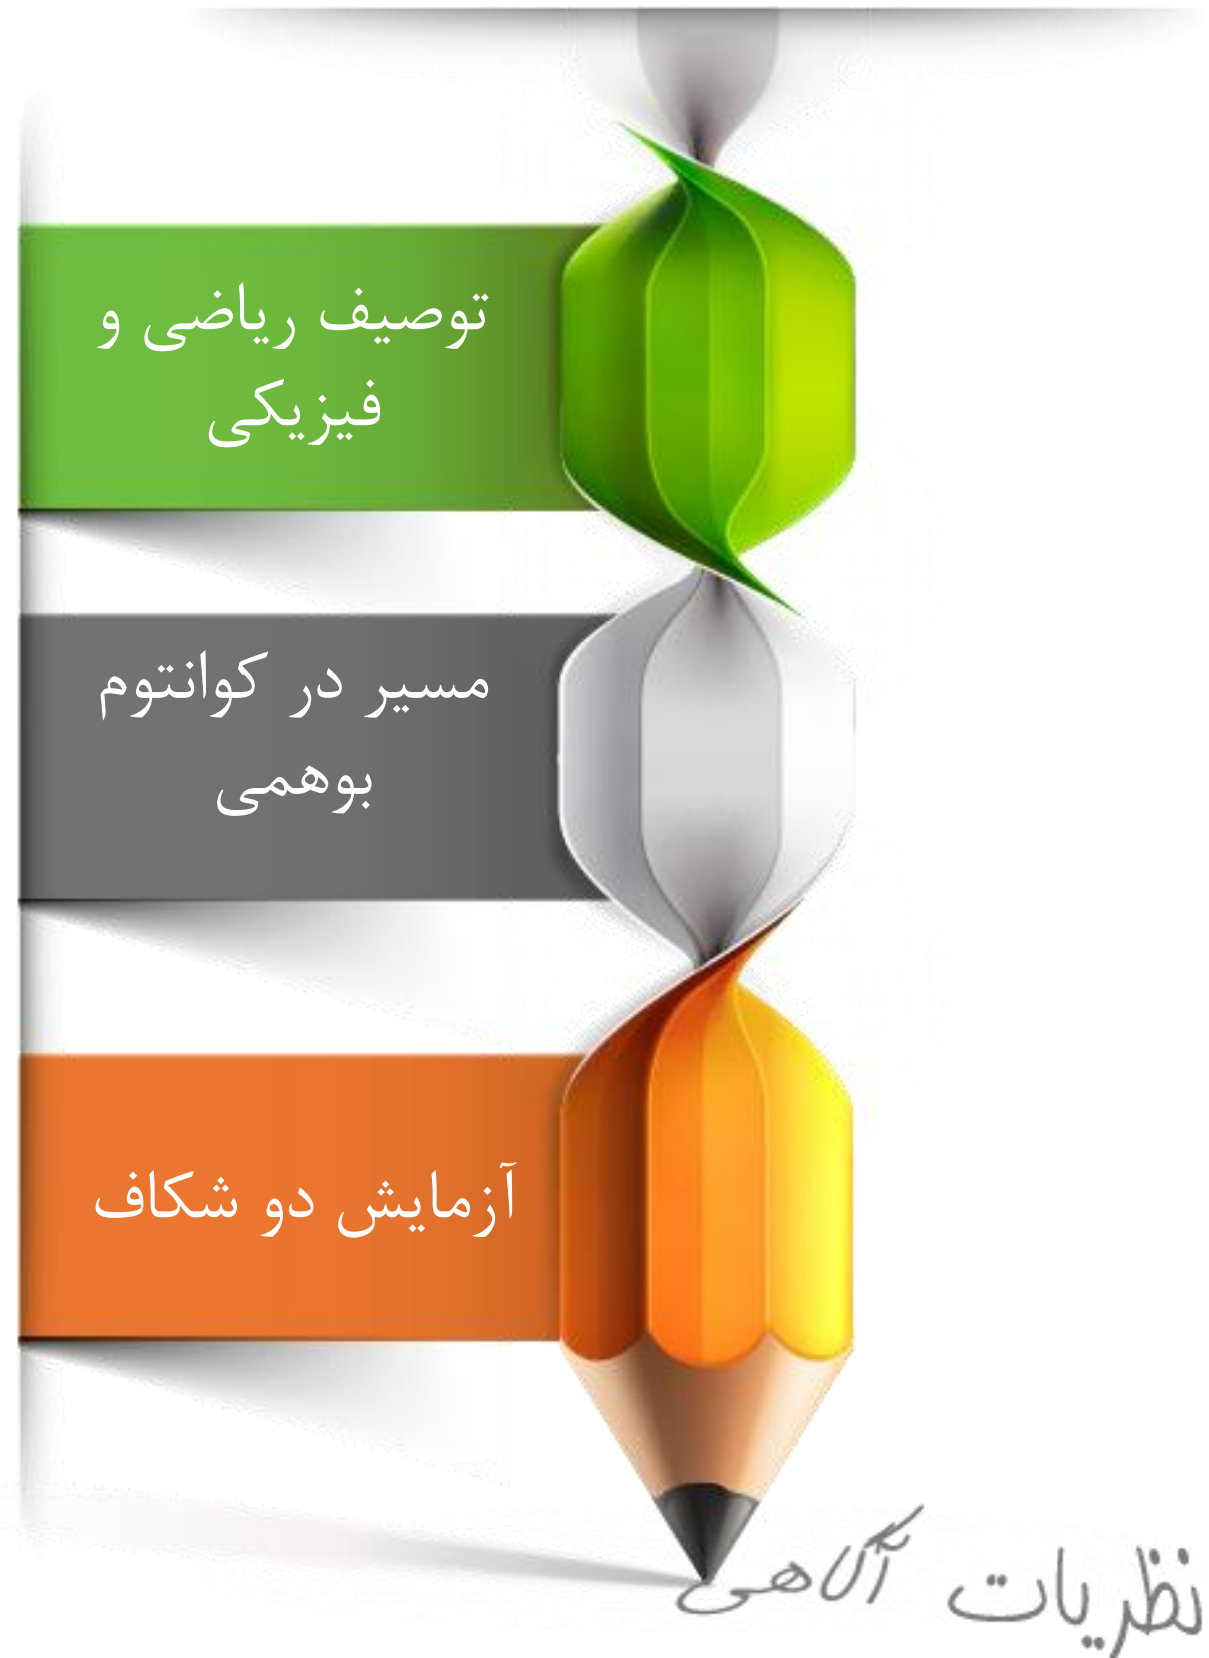 توصیف ریاضی و
فیزیکی
مسیر در کوانتوم
بوهمی
آزمایش دو شکاف
نظریات آگاهی